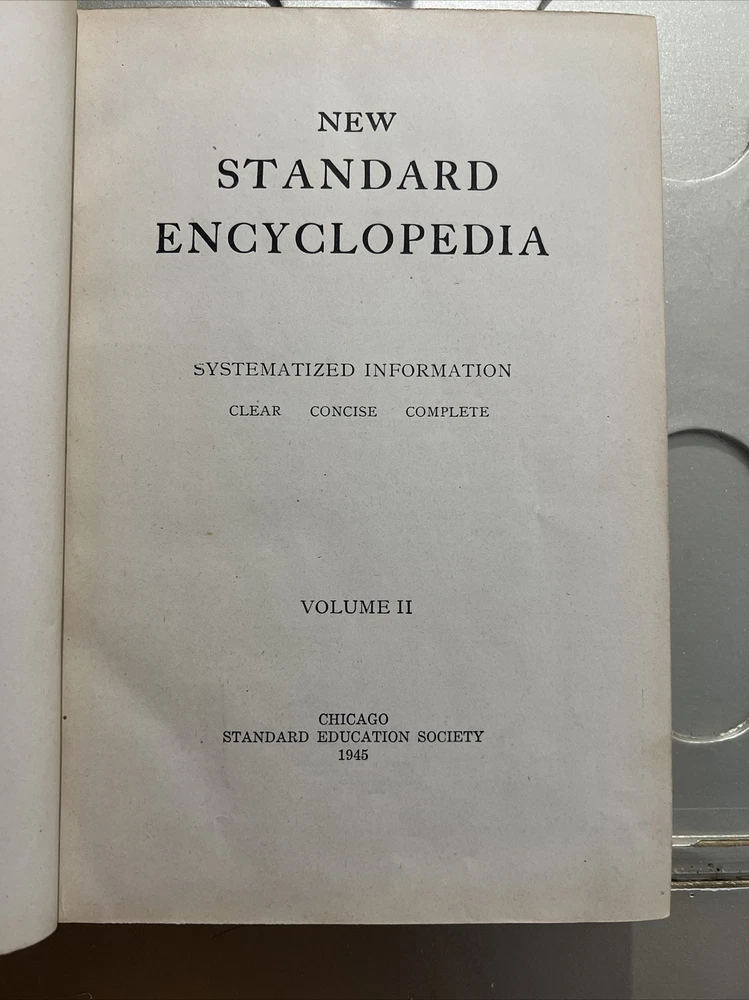 NEW
STANDARD
ENCYCLOPEDIA
SYSTEMATIZED INFORMATION
CLEAR CONCISE COMPLETE
VOLUME II
CHICAGO
STANDARD EDUCATION SOCIETY
1945